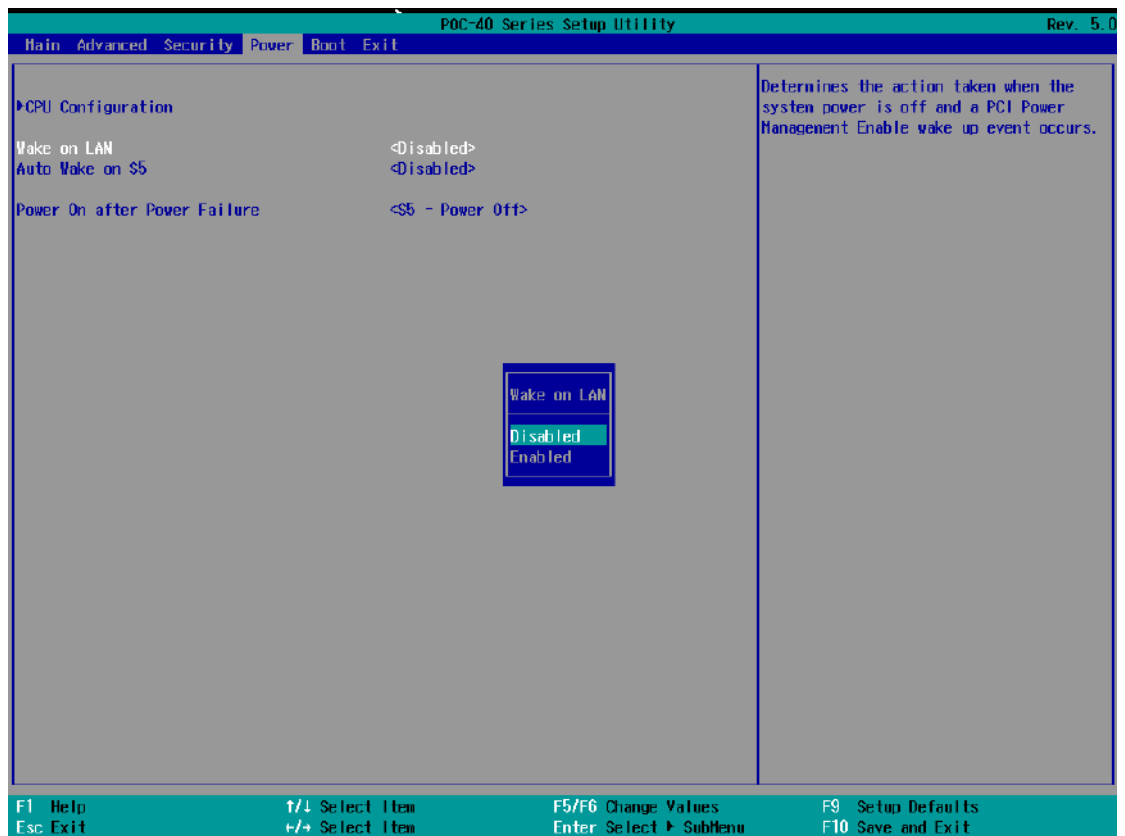 POC-40 Series Setup Utility Rev. 5.0
Main Advanced Security Power Boot Exit
▶CPU Configuration
Wake on LAN <Disabled>
Auto Wake on S5 <Disabled>
Power On after Power Failure <S5 - Power Off>
Determines the action taken when the
system power is off and a PCI Power
Management Enable wake up event occurs.
Wake on LAN
Disabled
Enabled
F1 Help ↑/↓ Select Item F5/F6 Change Values F9 Setup Defaults
Esc Exit ←/→ Select Item Enter Select ▶ SubMenu F10 Save and Exit